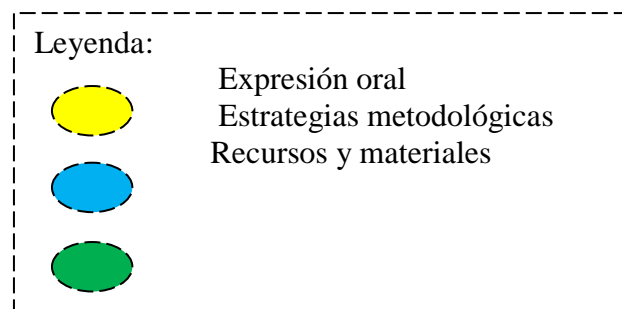 Leyenda:
Expresión oral
Estrategias metodológicas
Recursos y materiales